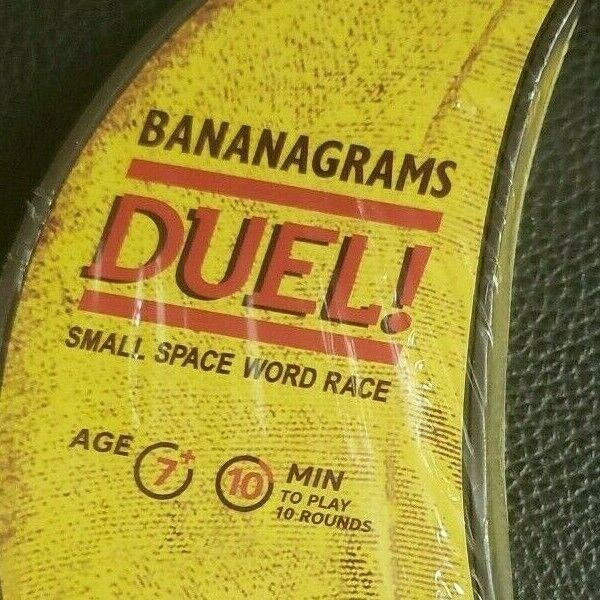 BANANAGRAMS
DUEL!
SMALL SPACE WORD RACE
AGE 7+ 10 MIN
TO PLAY
10 ROUNDS